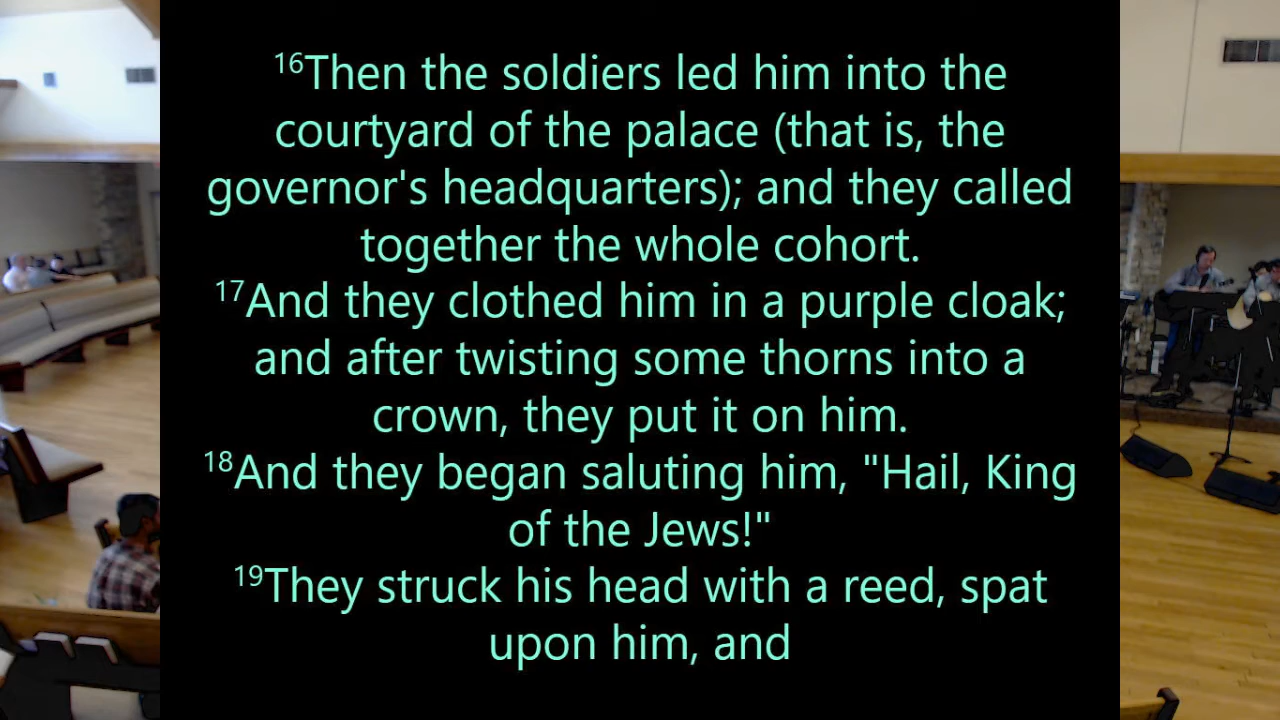 16Then the soldiers led him into the
courtyard of the palace (that is, the
governor's headquarters); and they called
together the whole cohort.
17And they clothed him in a purple cloak;
and after twisting some thorns into a
crown, they put it on him.
18And they began saluting him, "Hail, King
of the Jews!"
19They struck his head with a reed, spat
upon him, and